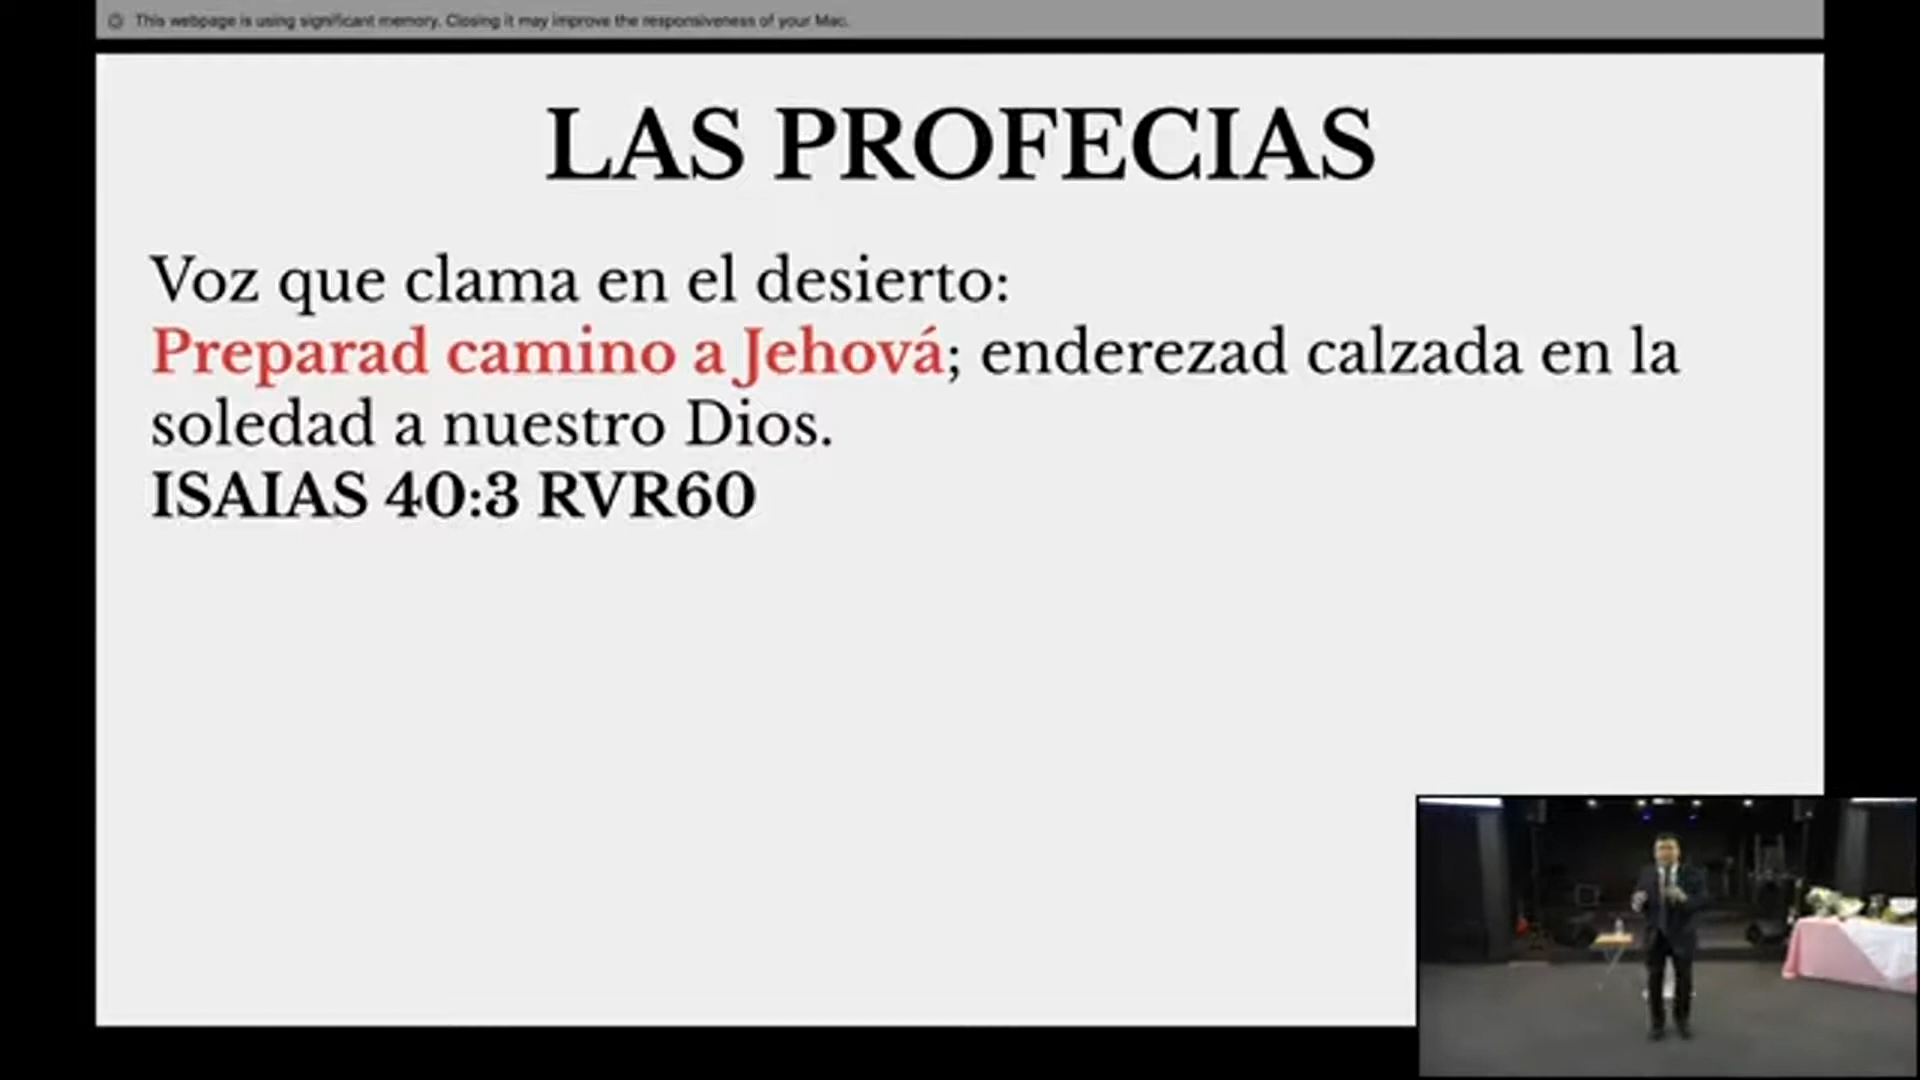 This webpage is using significant memory. Closing it may improve the responsiveness of your Mac.
LAS PROFECIAS
Voz que clama en el desierto:
Preparad camino a Jehová; enderezad calzada en la
soledad a nuestro Dios.
ISAIAS 40:3 RVR60